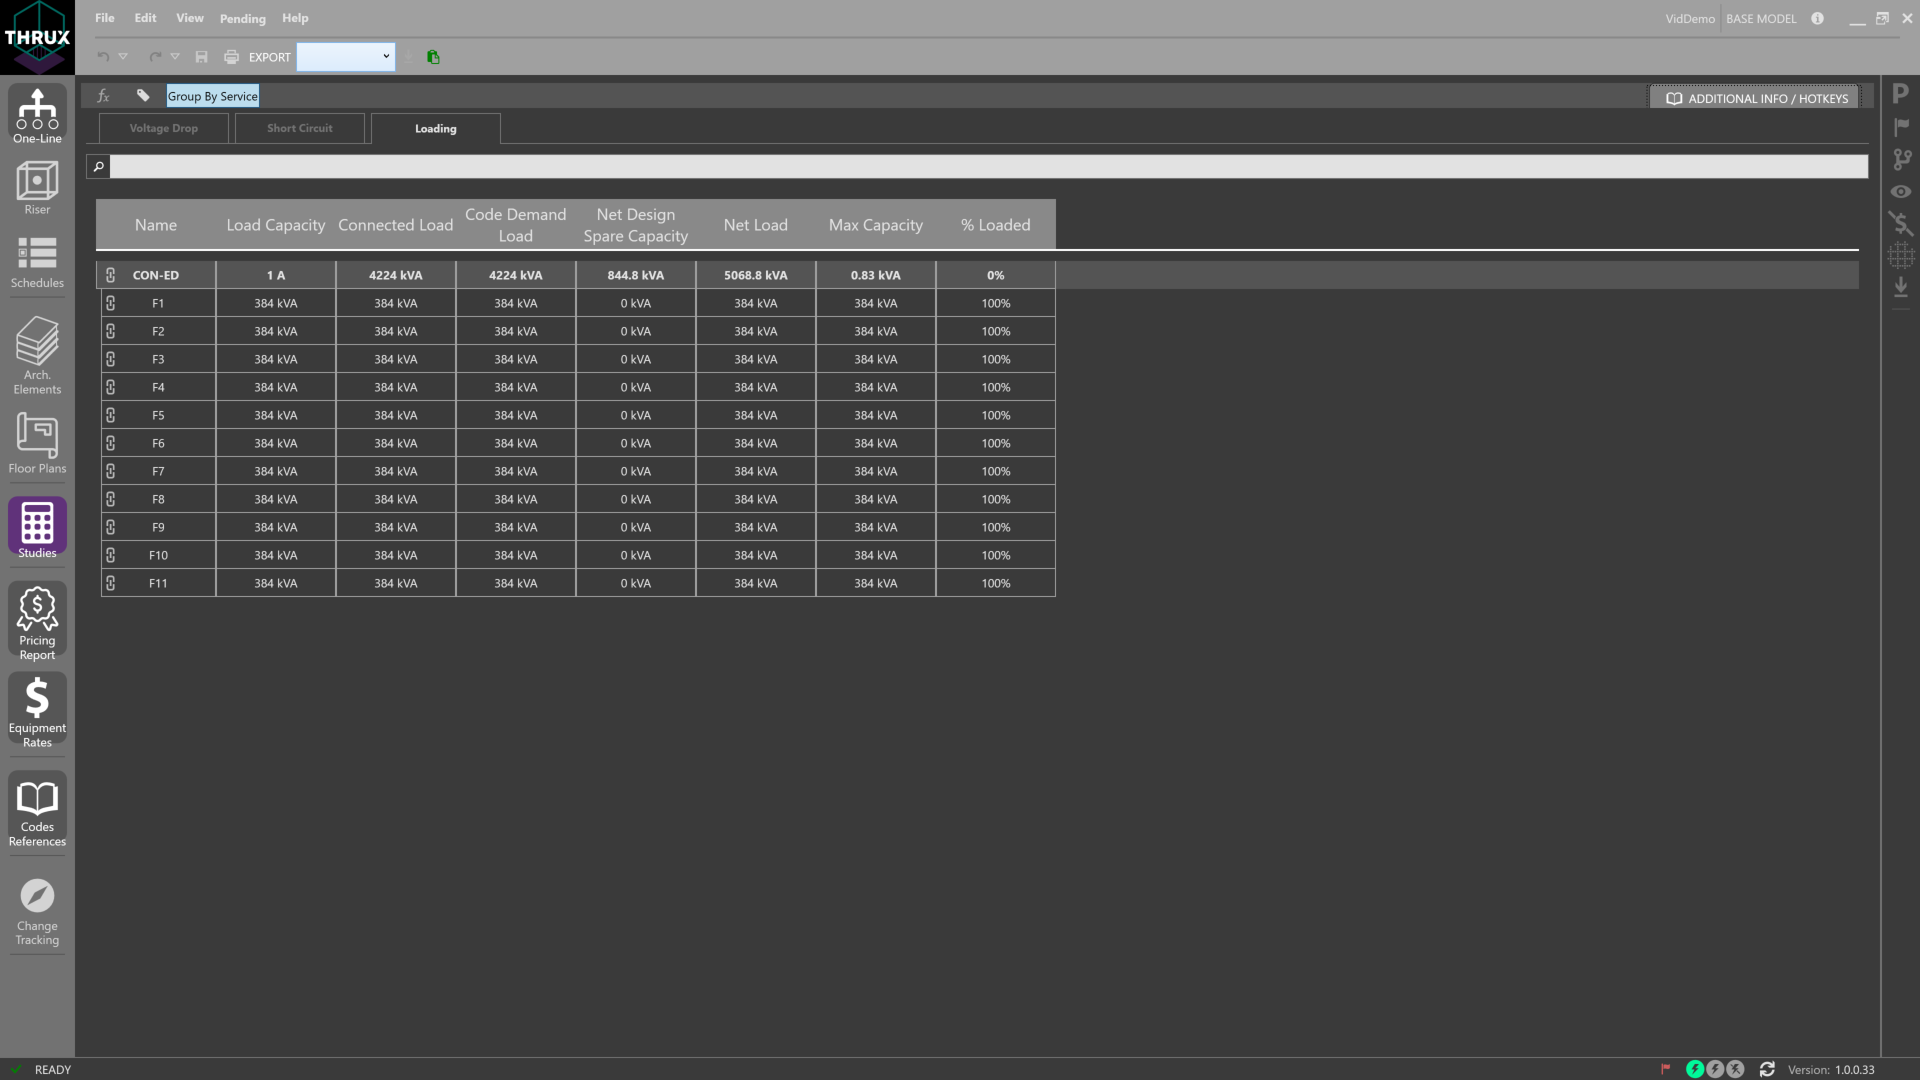 THRUX
File Edit View Pending Help
VidDemo BASE MODEL
EXPORT
Group By Service
ADDITIONAL INFO / HOTKEYS
Voltage Drop Short Circuit Loading
Name Load Capacity Connected Load Code Demand Load Net Design Spare Capacity Net Load Max Capacity % Loaded
CON-ED 1 A 4224 kVA 4224 kVA 844.8 kVA 5068.8 kVA 0.83 kVA 0%
F1 384 kVA 384 kVA 384 kVA 0 kVA 384 kVA 384 kVA 100%
F2 384 kVA 384 kVA 384 kVA 0 kVA 384 kVA 384 kVA 100%
F3 384 kVA 384 kVA 384 kVA 0 kVA 384 kVA 384 kVA 100%
F4 384 kVA 384 kVA 384 kVA 0 kVA 384 kVA 384 kVA 100%
F5 384 kVA 384 kVA 384 kVA 0 kVA 384 kVA 384 kVA 100%
F6 384 kVA 384 kVA 384 kVA 0 kVA 384 kVA 384 kVA 100%
F7 384 kVA 384 kVA 384 kVA 0 kVA 384 kVA 384 kVA 100%
F8 384 kVA 384 kVA 384 kVA 0 kVA 384 kVA 384 kVA 100%
F9 384 kVA 384 kVA 384 kVA 0 kVA 384 kVA 384 kVA 100%
F10 384 kVA 384 kVA 384 kVA 0 kVA 384 kVA 384 kVA 100%
F11 384 kVA 384 kVA 384 kVA 0 kVA 384 kVA 384 kVA 100%
One-Line
Riser
Schedules
Arch.
Elements
Floor Plans
Studies
Pricing
Report
Equipment
Rates
Codes
References
Change
Tracking
P
READY
Version: 1.0.0.33